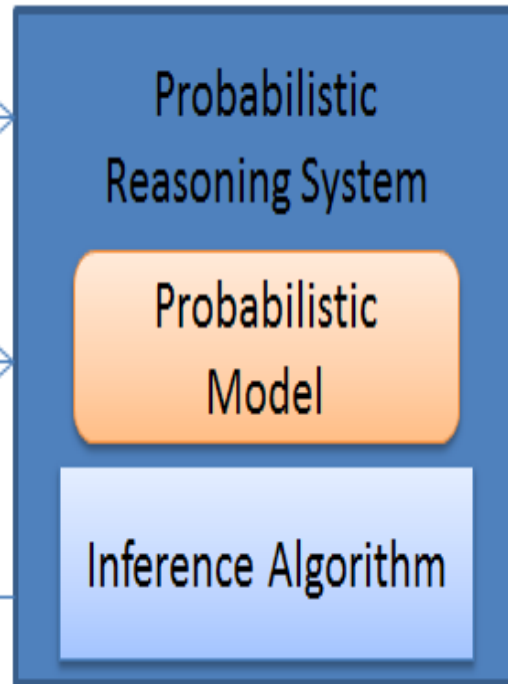 Probabilistic
Reasoning System
Probabilistic
Model
Inference Algorithm